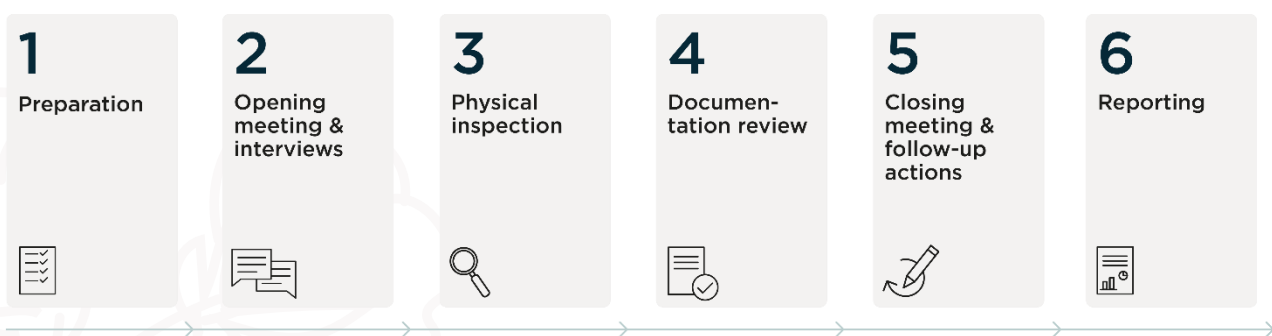 1
Preparation
2
Opening
meeting &
interviews
3
Physical
inspection
4
Documen-
tation review
5
Closing
meeting &
follow-up
actions
6
Reporting